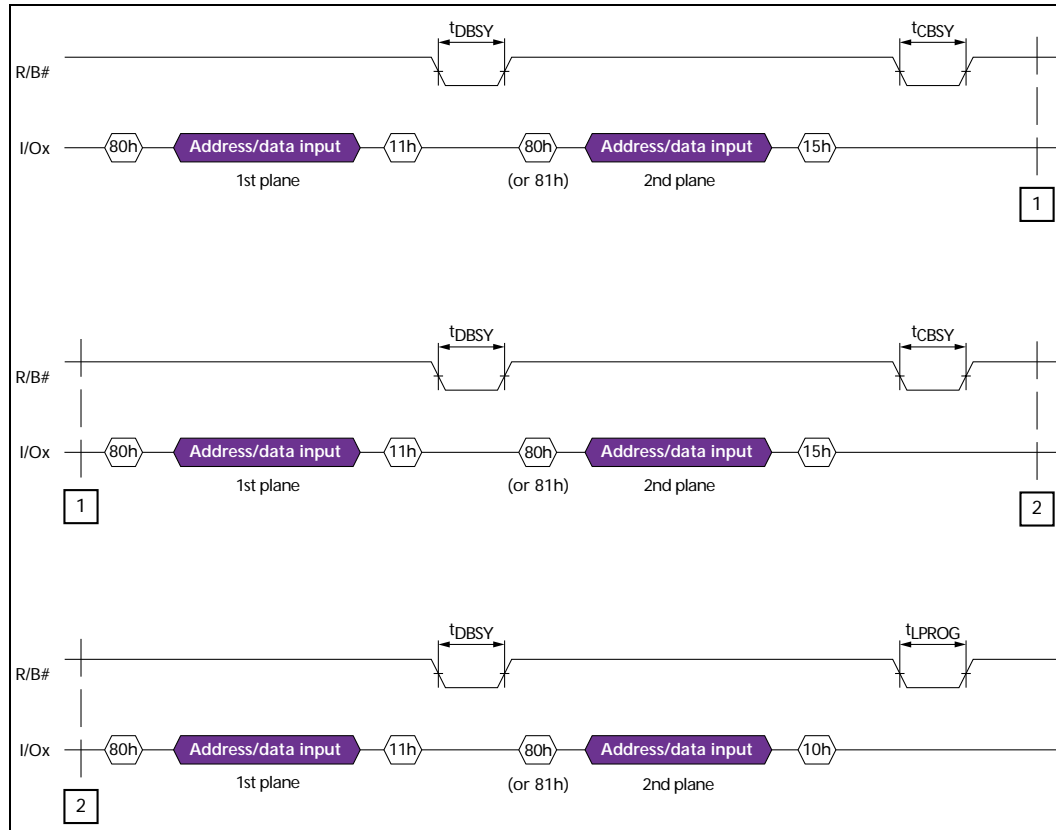 tDBSY tCBSY
R/B#
I/Ox 80h Address/data input 11h 80h Address/data input 15h
1st plane (or 81h) 2nd plane
1
tDBSY tCBSY
R/B#
I/Ox 80h Address/data input 11h 80h Address/data input 15h
1st plane (or 81h) 2nd plane
1 2
tDBSY tLPROG
R/B#
I/Ox 80h Address/data input 11h 80h Address/data input 10h
1st plane (or 81h) 2nd plane
2